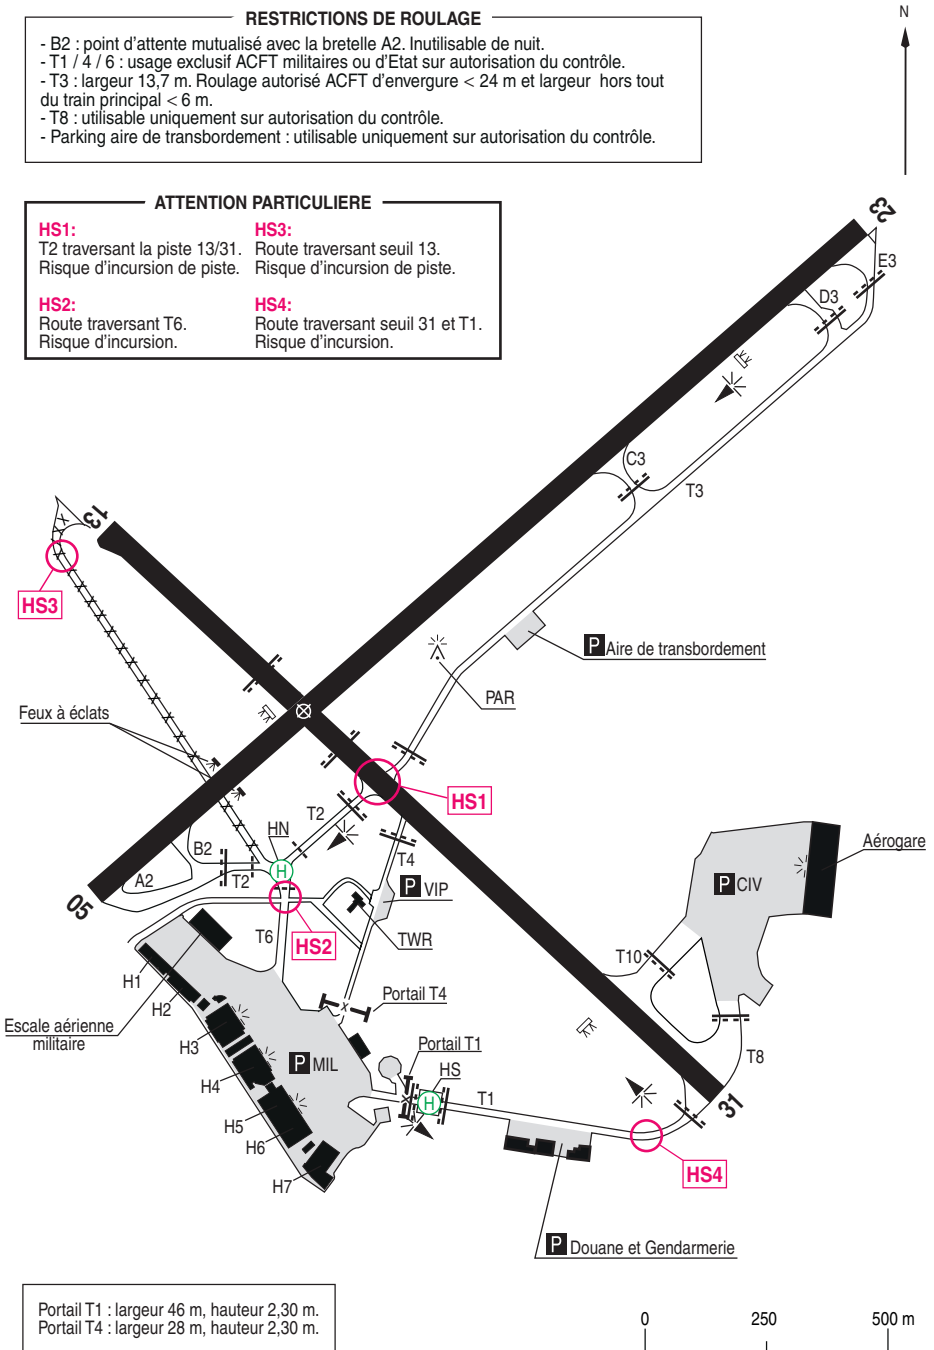 RESTRICTIONS DE ROULAGE
- B2 : point d'attente mutualisé avec la bretelle A2. Inutilisable de nuit.
- T1 / 4 / 6 : usage exclusif ACFT militaires ou d'Etat sur autorisation du contrôle.
- T3 : largeur 13,7 m. Roulage autorisé ACFT d'envergure < 24 m et largeur hors tout
du train principal < 6 m.
- T8 : utilisable uniquement sur autorisation du contrôle.
- Parking aire de transbordement : utilisable uniquement sur autorisation du contrôle.
N
ATTENTION PARTICULIERE
HS1:
T2 traversant la piste 13/31.
Risque d'incursion de piste.
HS3:
Route traversant seuil 13.
Risque d'incursion de piste.
HS2:
Route traversant T6.
Risque d'incursion.
HS4:
Route traversant seuil 31 et T1.
Risque d'incursion.
23
E3
D3
C3
T3
13
HS3
P Aire de transbordement
PAR
Feux à éclats
HS1
T2
HN
B2
H
T2
A2
T4
P VIP
Aérogare
P CIV
05
HS2
TWR
T6
T10
H1
H2
Portail T4
Escale aérienne
militaire
H3
P MIL
Portail T1
HS
T8
H4
T1
H
H5
H6
31
H7
HS4
P Douane et Gendarmerie
Portail T1 : largeur 46 m, hauteur 2,30 m.
Portail T4 : largeur 28 m, hauteur 2,30 m.
0 250 500 m